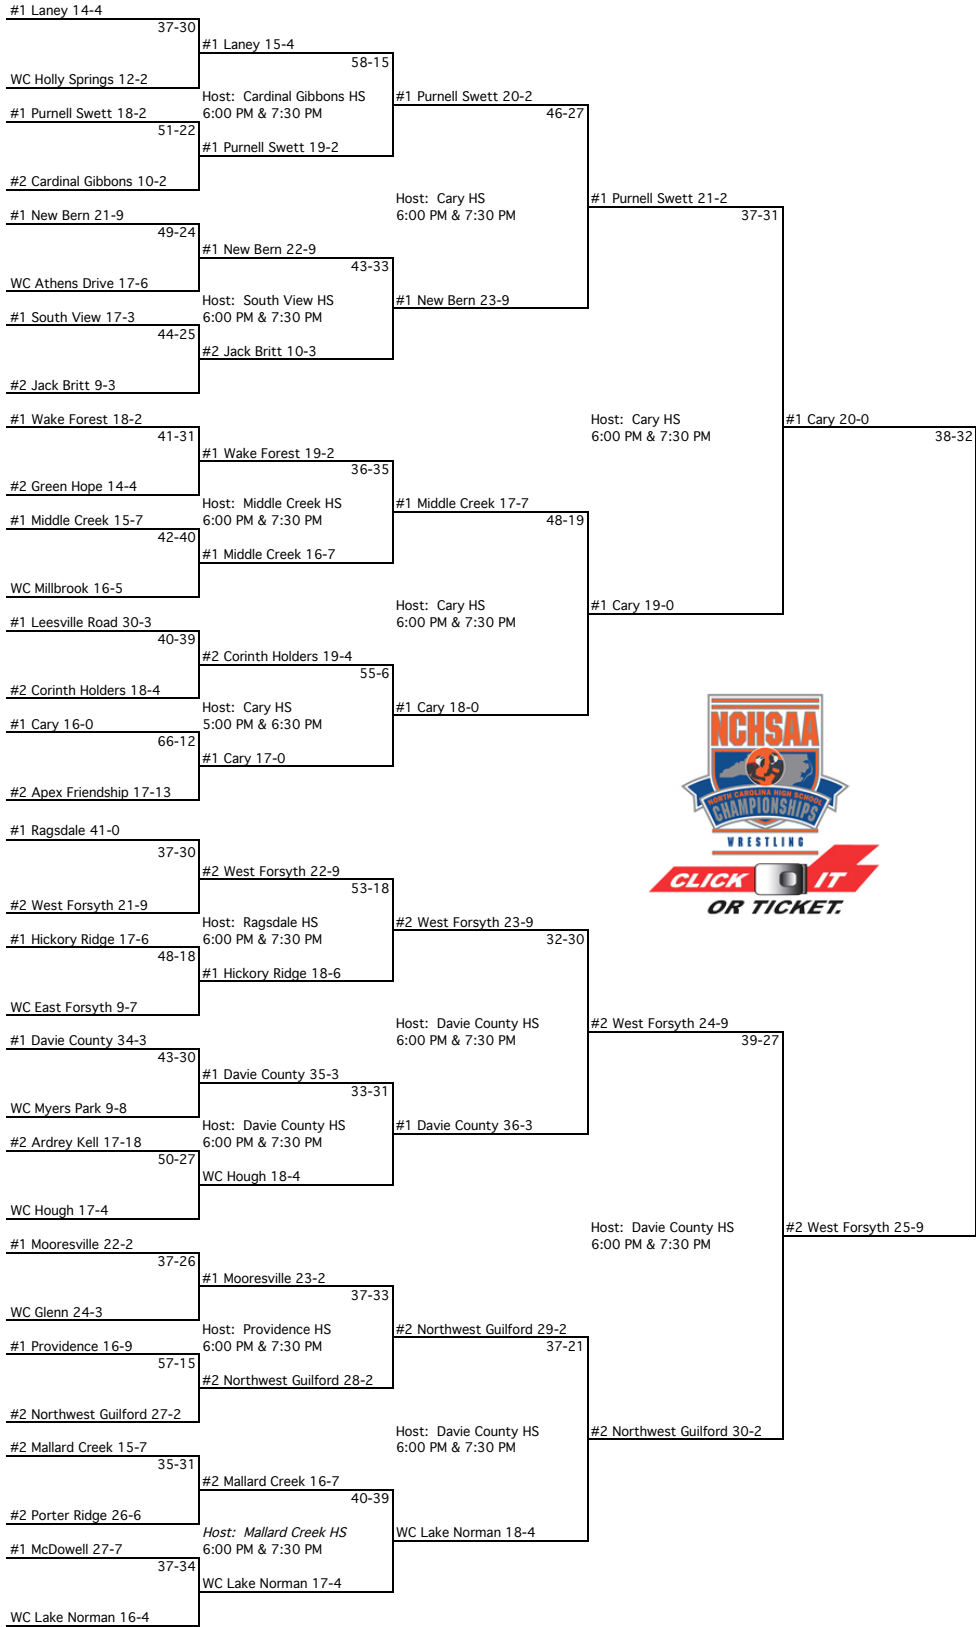 #1 Laney 14-4
37-30
#1 Laney 15-4
58-15
WC Holly Springs 12-2
Host: Cardinal Gibbons HS
6:00 PM & 7:30 PM
#1 Purnell Swett 20-2
46-27
#1 Purnell Swett 18-2
51-22
#1 Purnell Swett 19-2
#2 Cardinal Gibbons 10-2
Host: Cary HS
6:00 PM & 7:30 PM
#1 Purnell Swett 21-2
37-31
#1 New Bern 21-9
49-24
#1 New Bern 22-9
43-33
WC Athens Drive 17-6
Host: South View HS
6:00 PM & 7:30 PM
#1 New Bern 23-9
#1 South View 17-3
44-25
#2 Jack Britt 10-3
#2 Jack Britt 9-3
Host: Cary HS
6:00 PM & 7:30 PM
#1 Cary 20-0
38-32
#1 Wake Forest 18-2
41-31
#1 Wake Forest 19-2
36-35
#2 Green Hope 14-4
Host: Middle Creek HS
6:00 PM & 7:30 PM
#1 Middle Creek 17-7
48-19
#1 Middle Creek 15-7
42-40
#1 Middle Creek 16-7
WC Millbrook 16-5
Host: Cary HS
6:00 PM & 7:30 PM
#1 Cary 19-0
#1 Leesville Road 30-3
40-39
#2 Corinth Holders 19-4
55-6
#2 Corinth Holders 18-4
Host: Cary HS
5:00 PM & 6:30 PM
#1 Cary 18-0
#1 Cary 16-0
66-12
#1 Cary 17-0
#2 Apex Friendship 17-13
NCHSAA
NORTH CAROLINA HIGH SCHOOL
CHAMPIONSHIPS
WRESTLING
CLICK IT
OR TICKET.
#1 Ragsdale 41-0
37-30
#2 West Forsyth 22-9
53-18
#2 West Forsyth 21-9
Host: Ragsdale HS
6:00 PM & 7:30 PM
#2 West Forsyth 23-9
32-30
#1 Hickory Ridge 17-6
48-18
#1 Hickory Ridge 18-6
WC East Forsyth 9-7
Host: Davie County HS
6:00 PM & 7:30 PM
#2 West Forsyth 24-9
39-27
#1 Davie County 34-3
43-30
#1 Davie County 35-3
33-31
WC Myers Park 9-8
Host: Davie County HS
6:00 PM & 7:30 PM
#1 Davie County 36-3
#2 Ardrey Kell 17-18
50-27
WC Hough 18-4
WC Hough 17-4
Host: Davie County HS
6:00 PM & 7:30 PM
#2 West Forsyth 25-9
#1 Mooresville 22-2
37-26
#1 Mooresville 23-2
37-33
WC Glenn 24-3
Host: Providence HS
6:00 PM & 7:30 PM
#2 Northwest Guilford 29-2
37-21
#1 Providence 16-9
57-15
#2 Northwest Guilford 28-2
#2 Northwest Guilford 27-2
Host: Davie County HS
6:00 PM & 7:30 PM
#2 Northwest Guilford 30-2
#2 Mallard Creek 15-7
35-31
#2 Mallard Creek 16-7
40-39
#2 Porter Ridge 26-6
Host: Mallard Creek HS
6:00 PM & 7:30 PM
WC Lake Norman 18-4
#1 McDowell 27-7
37-34
WC Lake Norman 17-4
WC Lake Norman 16-4